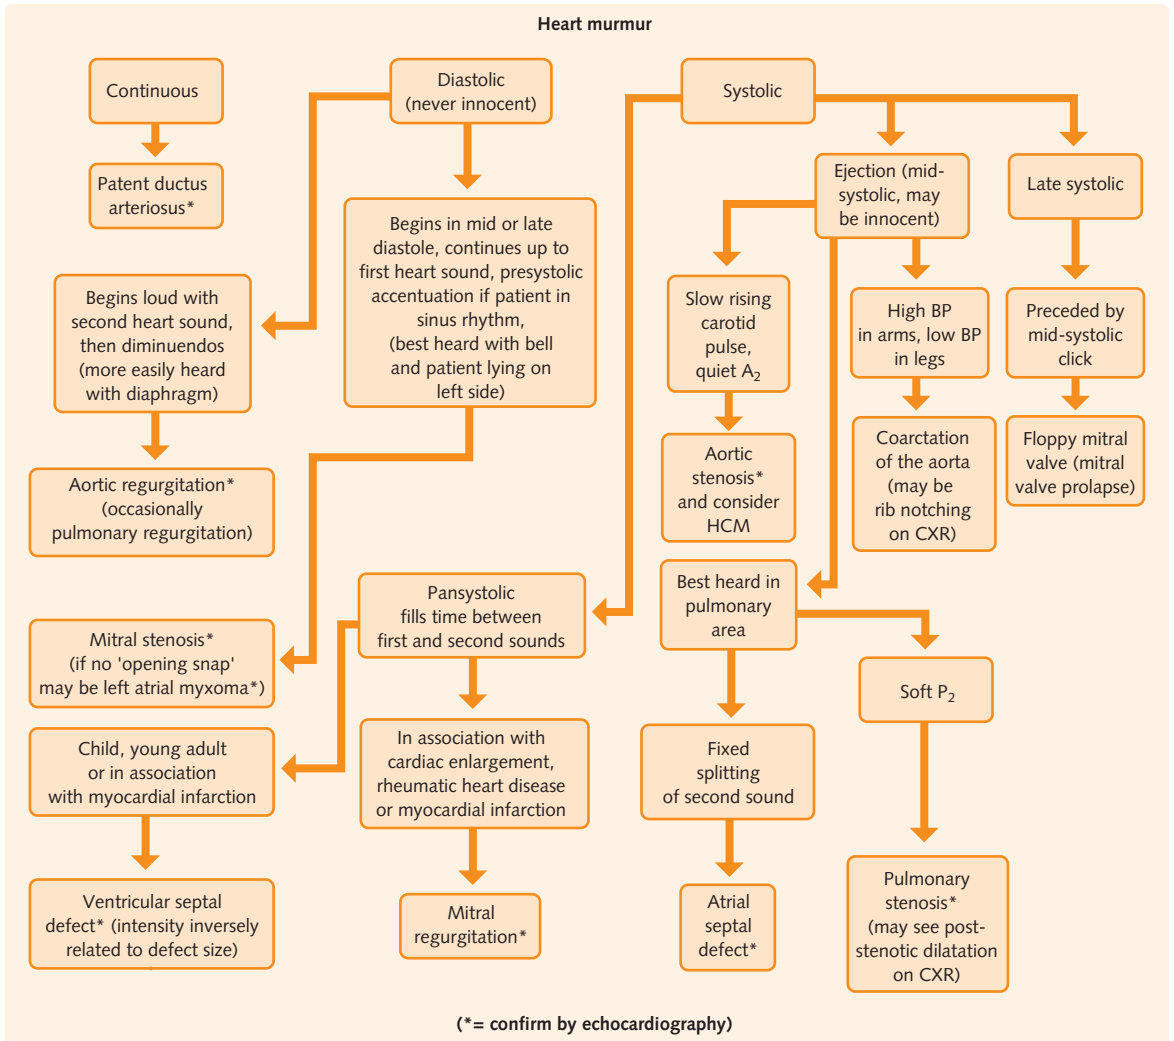 Heart murmur
Continuous
Patent ductus
arteriosus*
Diastolic
(never innocent)
Begins loud with
second heart sound,
then diminuendos
(more easily heard
with diaphragm)
Aortic regurgitation*
(occasionally
pulmonary regurgitation)
Begins in mid or late
diastole, continues up to
first heart sound, presystolic
accentuation if patient in
sinus rhythm,
(best heard with bell
and patient lying on
left side)
Mitral stenosis*
(if no 'opening snap'
may be left atrial myxoma*)
Systolic
Pansystolic
fills time between
first and second sounds
Child, young adult
or in association
with myocardial infarction
Ventricular septal
defect* (intensity inversely
related to defect size)
In association with
cardiac enlargement,
rheumatic heart disease
or myocardial infarction
Mitral
regurgitation*
Ejection (mid-
systolic, may
be innocent)
Slow rising
carotid
pulse,
quiet A₂
Aortic
stenosis*
and consider
HCM
High BP
in arms, low BP
in legs
Coarctation
of the aorta
(may be
rib notching
on CXR)
Best heard in
pulmonary
area
Fixed
splitting
of second sound
Atrial
septal
defect*
Soft P₂
Pulmonary
stenosis*
(may see post-
stenotic dilatation
on CXR)
Late systolic
Preceded by
mid-systolic
click
Floppy mitral
valve (mitral
valve prolapse)
(*= confirm by echocardiography)